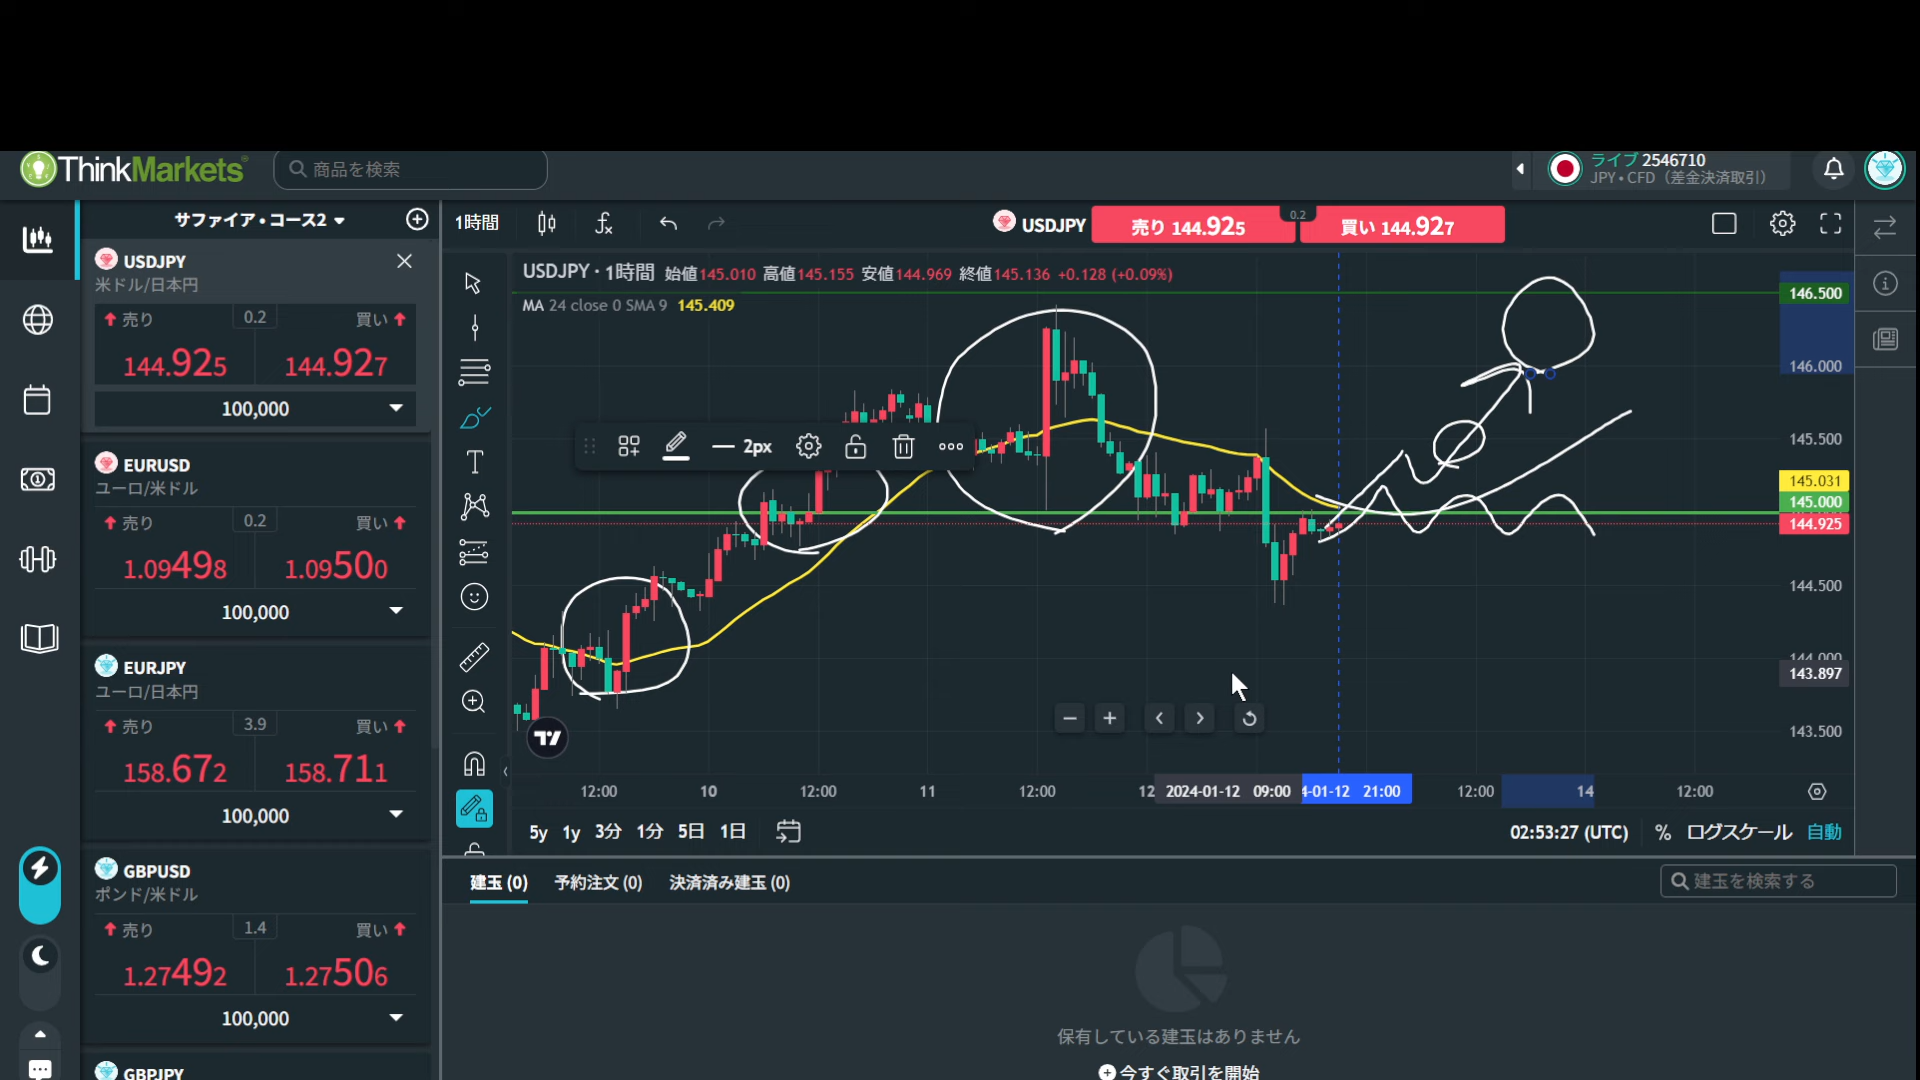 ThinkMarkets
商品を検索
ライブ 2546710
JPY • CFD（差金決済取引）
サファイア • コース2
USDJPY
米ドル/日本円
売り 0.2 買い
144.925 144.927
100,000
EURUSD
ユーロ/米ドル
売り 0.2 買い
1.09498 1.09500
100,000
EURJPY
ユーロ/日本円
売り 3.9 買い
158.672 158.711
100,000
GBPUSD
ポンド/米ドル
売り 1.4 買い
1.27492 1.27506
100,000
GBPJPY
1時間
USDJPY 売り 144.925 0.2 買い 144.927
USDJPY · 1時間 始値145.010 高値145.155 安値144.969 終値145.136 +0.128 (+0.09%)
MA 24 close 0 SMA 9 145.409
2px
146.500
146.000
145.500
145.031
145.000
144.925
144.500
144.000
143.897
143.500
12:00 10 12:00 11 12:00 12 2024-01-12 09:00 4-01-12 21:00 12:00 14 12:00
5y 1y 3分 1分 5日 1日
02:53:27 (UTC) % ログスケール 自動
建玉 (0) 予約注文 (0) 決済済み建玉 (0)
建玉を検索する
保有している建玉はありません
今すぐ取引を開始